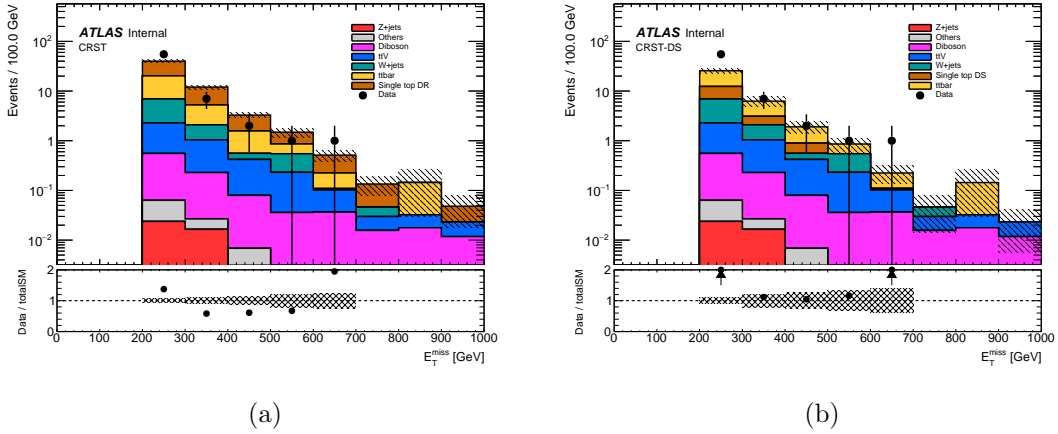 Events / 100.0 GeV
10²
10
1
10⁻¹
10⁻²
ATLAS Internal
CRST
Z+jets
Others
Diboson
ttV
W+jets
ttbar
Single top DR
Data
Data / totalSM
2
1
0
0 100 200 300 400 500 600 700 800 900 1000
E_T^miss [GeV]
(a)
Events / 100.0 GeV
10²
10
1
10⁻¹
10⁻²
ATLAS Internal
CRST-DS
Z+jets
Others
Diboson
ttV
W+jets
Single top DS
ttbar
Data
Data / totalSM
2
1
0
0 100 200 300 400 500 600 700 800 900 1000
E_T^miss [GeV]
(b)